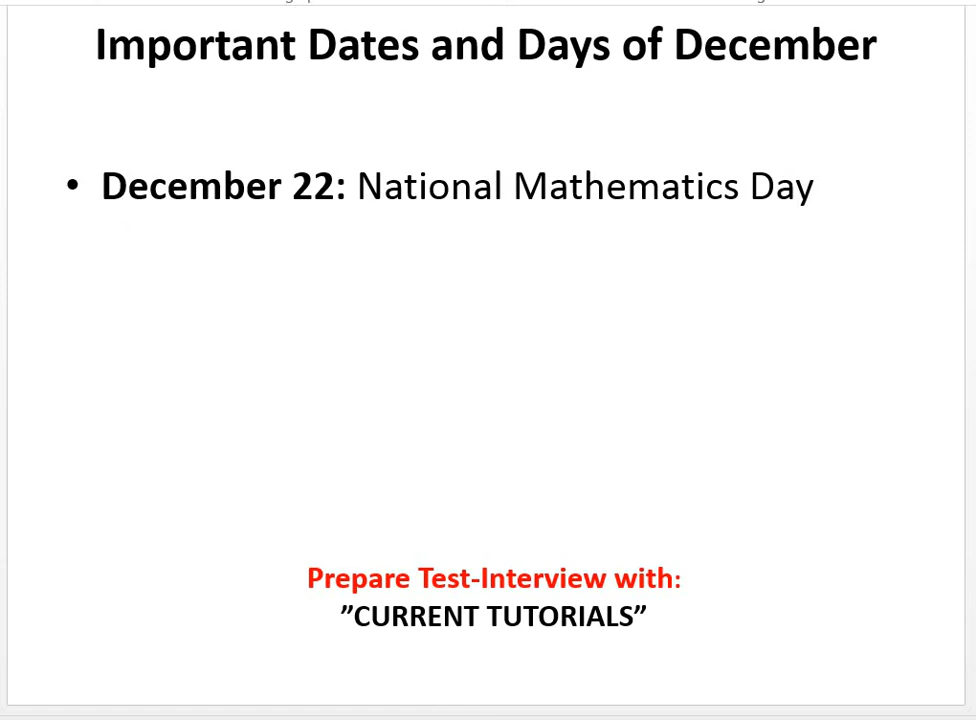 Important Dates and Days of December
• December 22: National Mathematics Day
Prepare Test-Interview with:
”CURRENT TUTORIALS”